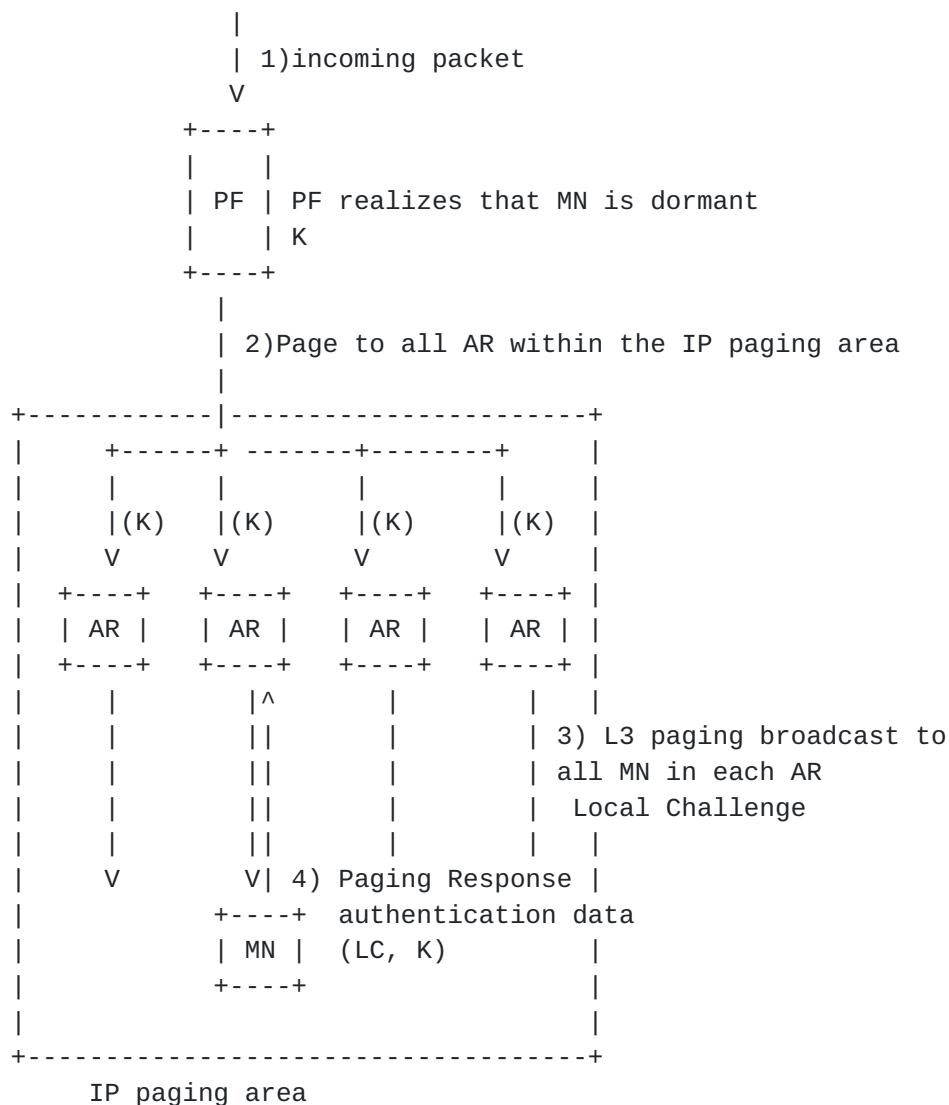 1)incoming packet
PF PF realizes that MN is dormant
K
2)Page to all AR within the IP paging area
(K) (K) (K) (K)
AR AR AR AR
3) L3 paging broadcast to
all MN in each AR
Local Challenge
4) Paging Response
authentication data
MN (LC, K)
IP paging area